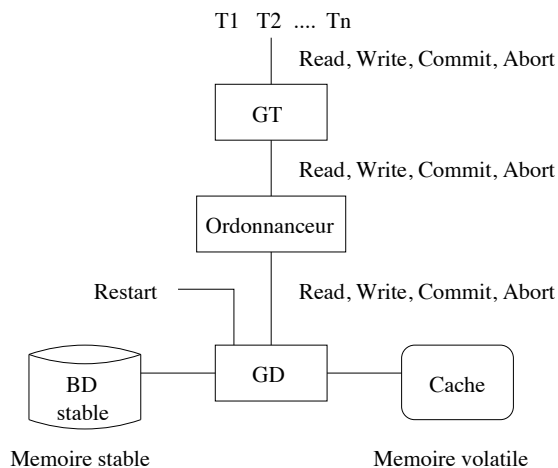 T1 T2 .... Tn
Read, Write, Commit, Abort
GT
Read, Write, Commit, Abort
Ordonnanceur
Restart
Read, Write, Commit, Abort
BD
stable
GD
Cache
Memoire stable
Memoire volatile